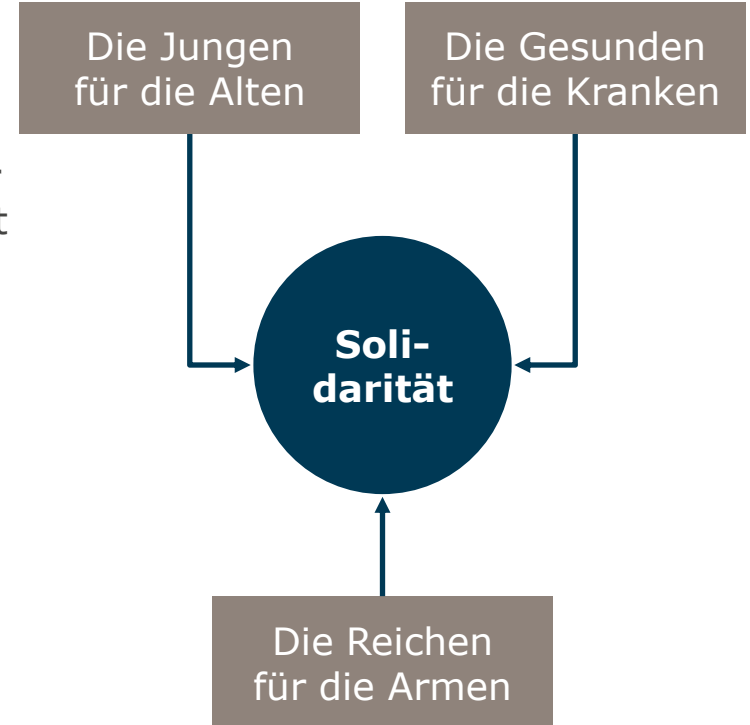 Die Jungen
für die Alten
Die Gesunden
für die Kranken
t
Soli-
darität
Die Reichen
für die Armen